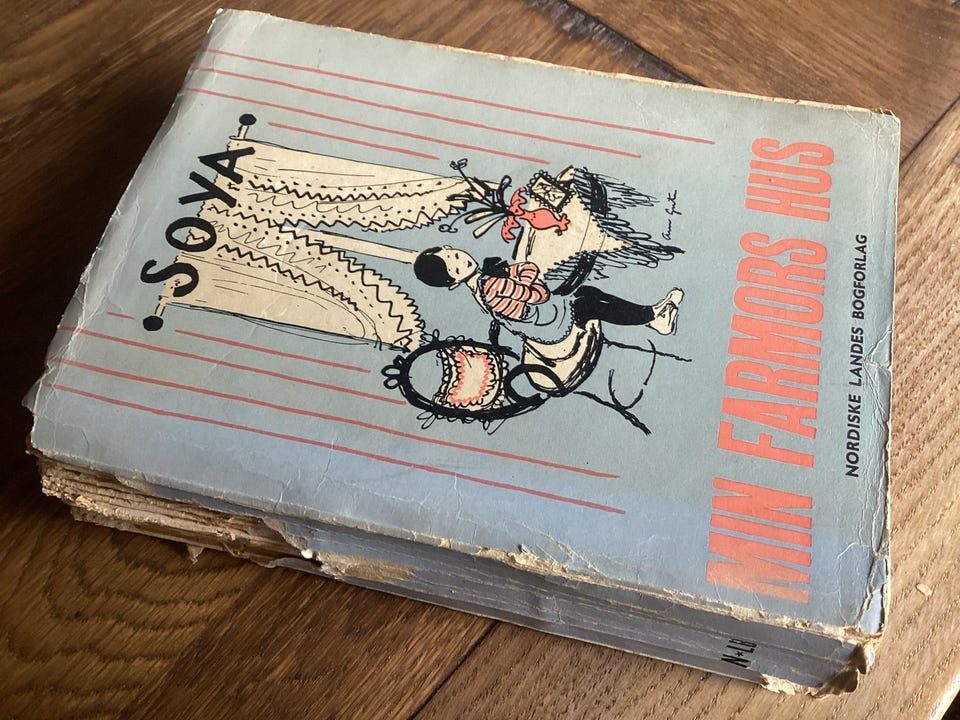 SOYA
MIN FARMORS HUS
NORDISKE LANDES BOGFORLAG
N★LB